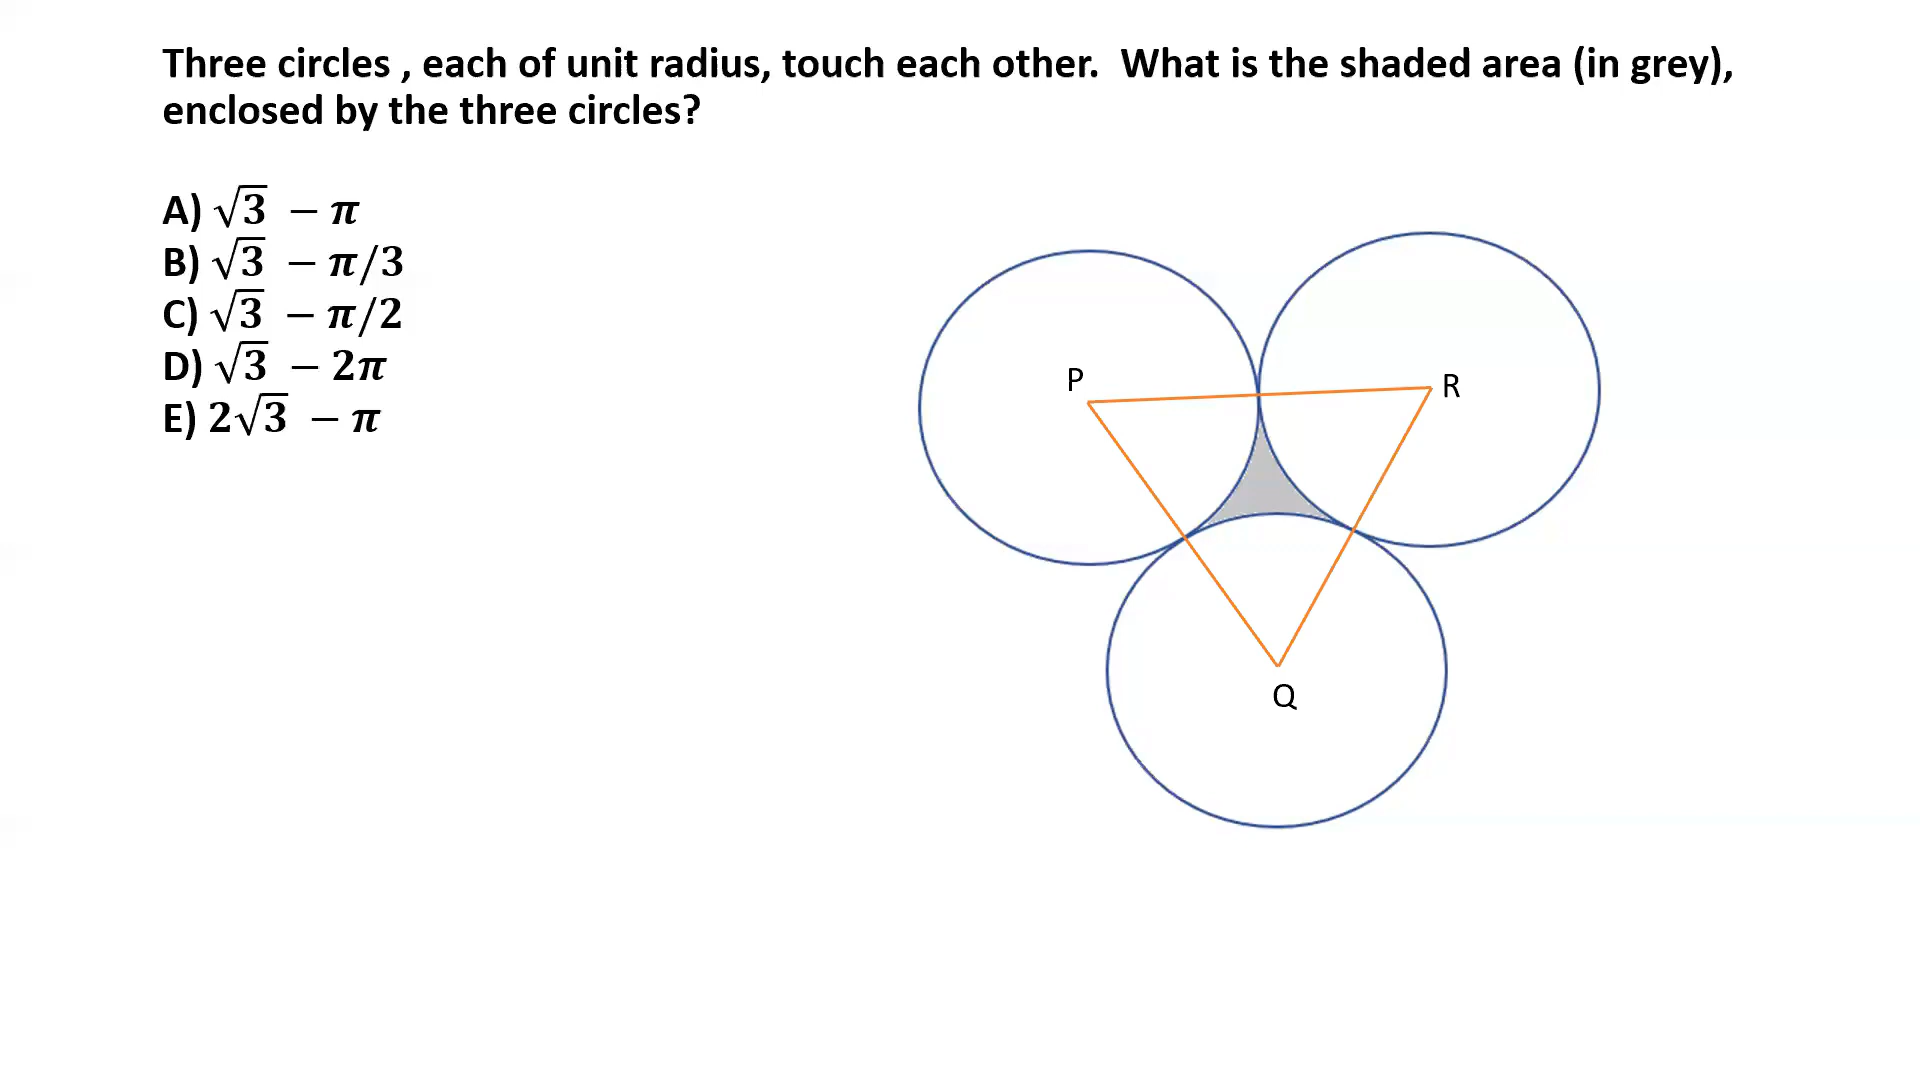 Three circles , each of unit radius, touch each other.  What is the shaded area (in grey),
enclosed by the three circles?
A) √3 − π
B) √3 − π/3
C) √3 − π/2
D) √3 − 2π
E) 2√3 − π
P
R
Q